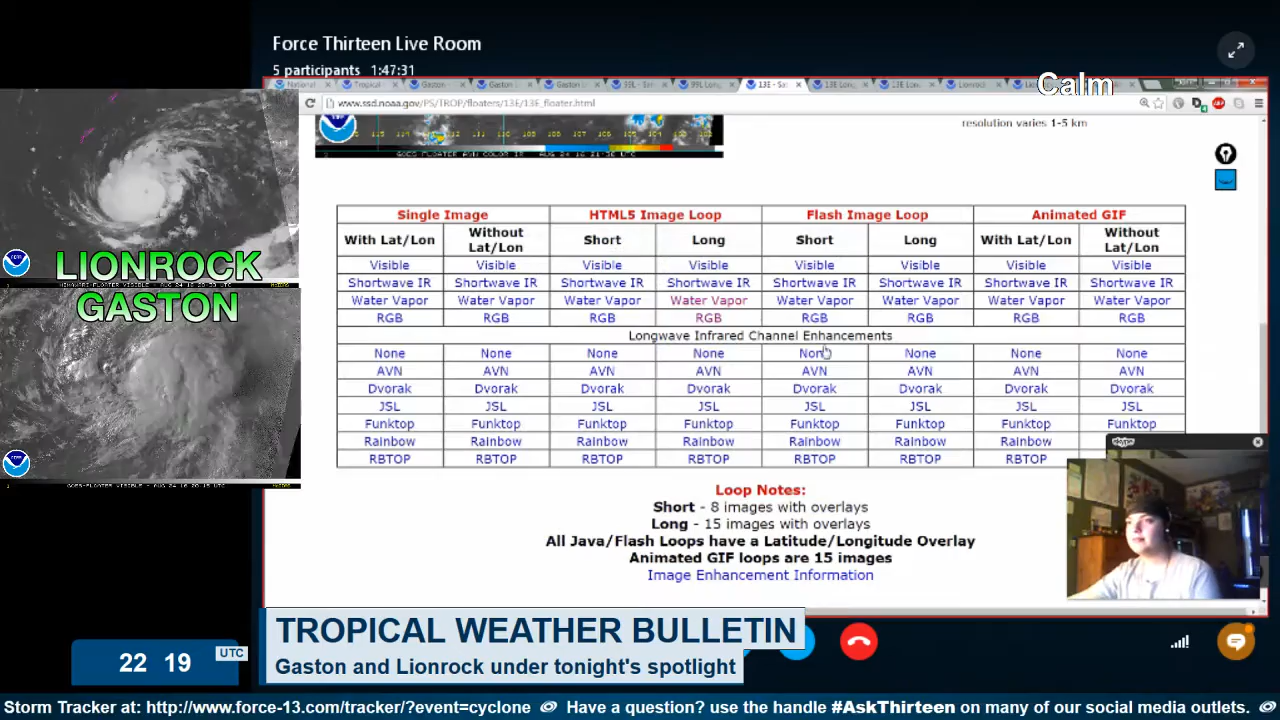 Force Thirteen Live Room
5 participants 1:47:31
Calm
www.ssd.noaa.gov/PS/TROP/floaters/13E/13E_floater.html
resolution varies 1-5 km
LIONROCK
GASTON
Single Image HTML5 Image Loop Flash Image Loop Animated GIF
With Lat/Lon Without Lat/Lon Short Long Short Long With Lat/Lon Without Lat/Lon
Visible Visible Visible Visible Visible Visible Visible Visible
Shortwave IR Shortwave IR Shortwave IR Shortwave IR Shortwave IR Shortwave IR Shortwave IR Shortwave IR
Water Vapor Water Vapor Water Vapor Water Vapor Water Vapor Water Vapor Water Vapor Water Vapor
RGB RGB RGB RGB RGB RGB RGB RGB
Longwave Infrared Channel Enhancements
None None None None None None None None
AVN AVN AVN AVN AVN AVN AVN AVN
Dvorak Dvorak Dvorak Dvorak Dvorak Dvorak Dvorak Dvorak
JSL JSL JSL JSL JSL JSL JSL JSL
Funktop Funktop Funktop Funktop Funktop Funktop Funktop Funktop
Rainbow Rainbow Rainbow Rainbow Rainbow Rainbow Rainbow
RBTOP RBTOP RBTOP RBTOP RBTOP RBTOP RBTOP
Loop Notes:
Short - 8 images with overlays
Long - 15 images with overlays
All Java/Flash Loops have a Latitude/Longitude Overlay
Animated GIF loops are 15 images
Image Enhancement Information
skype
TROPICAL WEATHER BULLETIN
Gaston and Lionrock under tonight's spotlight
22 19 UTC
Storm Tracker at: http://www.force-13.com/tracker/?event=cyclone Have a question? use the handle #AskThirteen on many of our social media outlets.